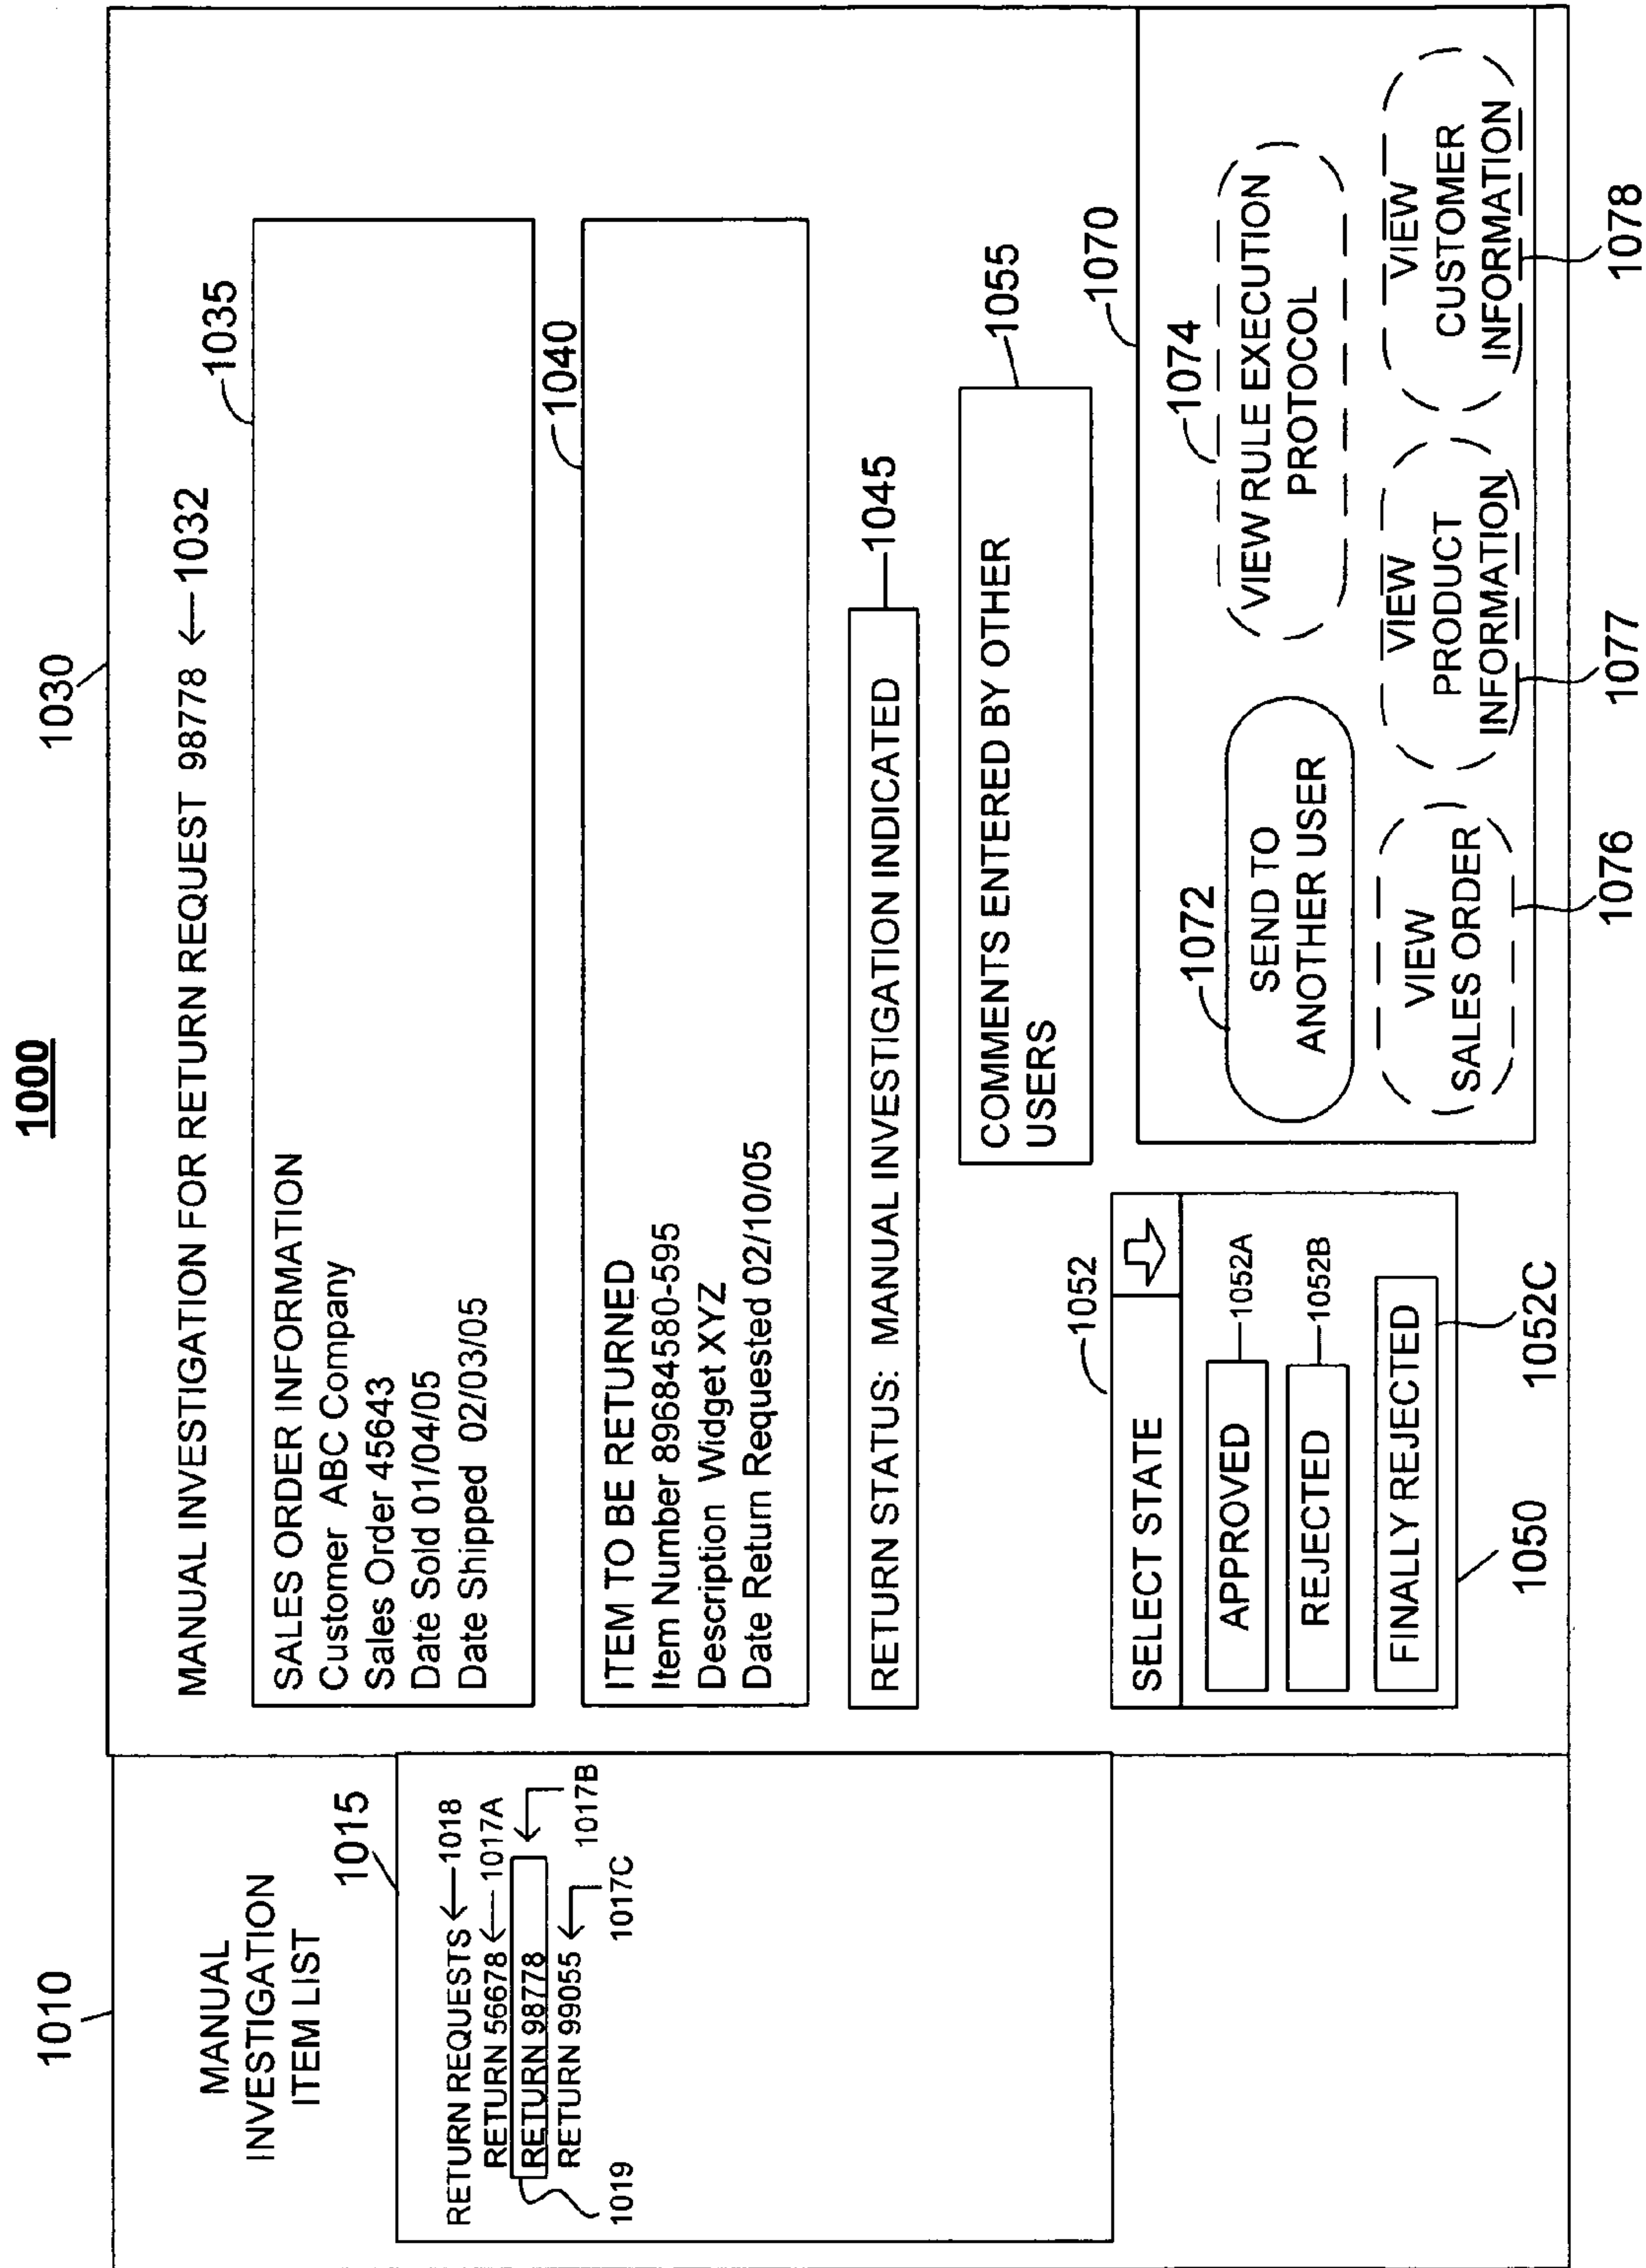 1000
1010
1030
MANUAL
INVESTIGATION
ITEM LIST
1015
RETURN REQUESTS 1018
RETURN 56678 1017A
RETURN 98778
1017B
RETURN 99055
1017C
1019
MANUAL INVESTIGATION FOR RETURN REQUEST 98778 1032
1035
SALES ORDER INFORMATION
Customer ABC Company
Sales Order 45643
Date Sold 01/04/05
Date Shipped 02/03/05
1040
ITEM TO BE RETURNED
Item Number 89684580-595
Description Widget XYZ
Date Return Requested 02/10/05
RETURN STATUS: MANUAL INVESTIGATION INDICATED 1045
COMMENTS ENTERED BY OTHER
USERS
1055
1052
SELECT STATE
APPROVED 1052A
REJECTED 1052B
FINALLY REJECTED
1052C
1050
1070
1072
SEND TO
ANOTHER USER
1074
VIEW RULE EXECUTION
PROTOCOL
VIEW
SALES ORDER
1076
VIEW
PRODUCT
INFORMATION
1077
VIEW
CUSTOMER
INFORMATION
1078